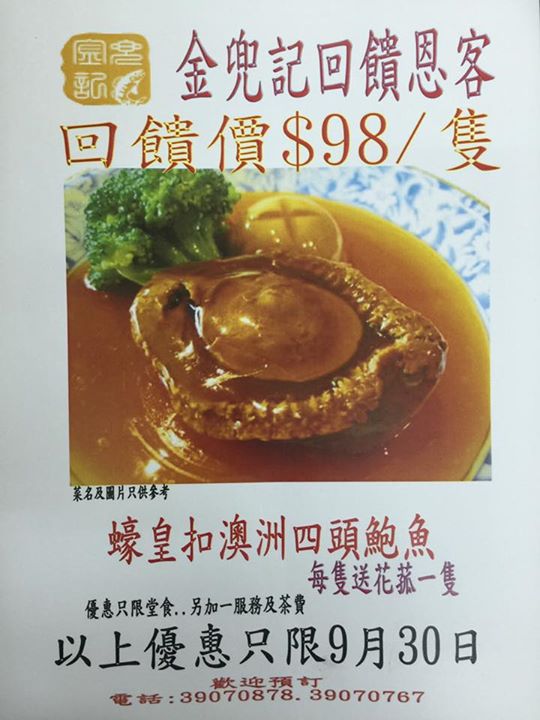 金兜記
金兜記回饋恩客
回饋價$98/隻
菜名及圖片只供參考
蠔皇扣澳洲四頭鮑魚
每隻送花菰一隻
優惠只限堂食..另加一服務及茶費
以上優惠只限9月30日
歡迎預訂
電話:39070878.39070767